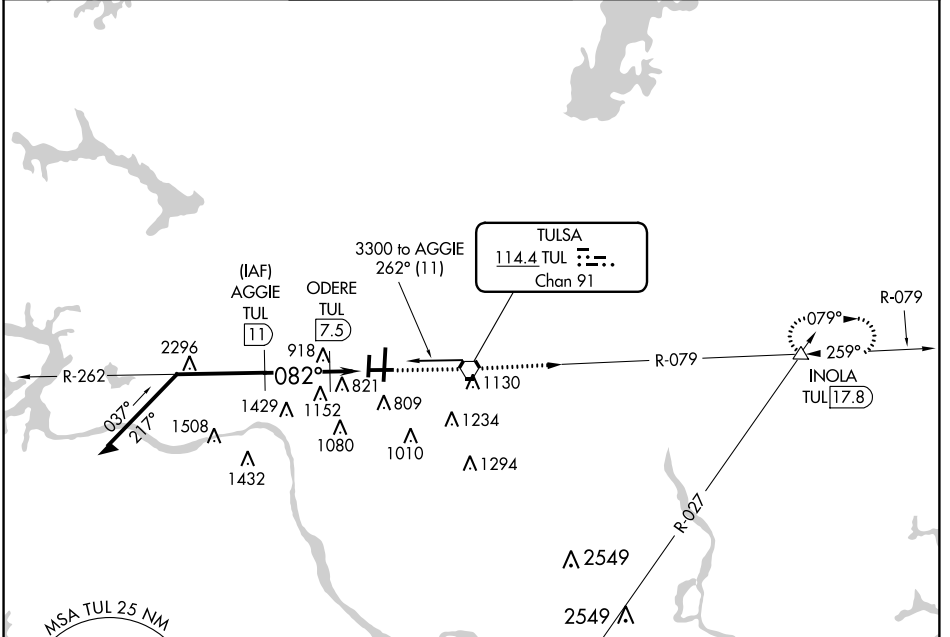 TULSA
114.4 TUL
Chan 91
3300 to AGGIE
262° (11)
(IAF)
AGGIE
TUL
11
ODERE
TUL
7.5
R-079
079°
259°
INOLA
TUL 17.8
R-079
R-262
2296
918
082°
821
1130
037°
217°
1429
1152
809
1508
1080
1234
1010
1432
1294
R-027
2549
2549
MSA TUL 25 NM